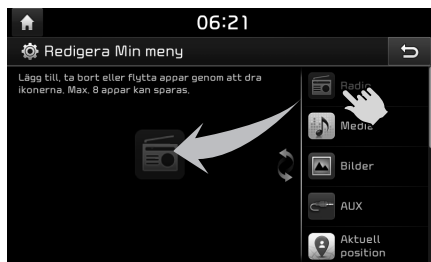 06:21
Redigera Min meny
Lägg till, ta bort eller flytta appar genom att dra
ikonerna. Max. 8 appar kan sparas.
Radio
Media
Bilder
AUX
Aktuell
position